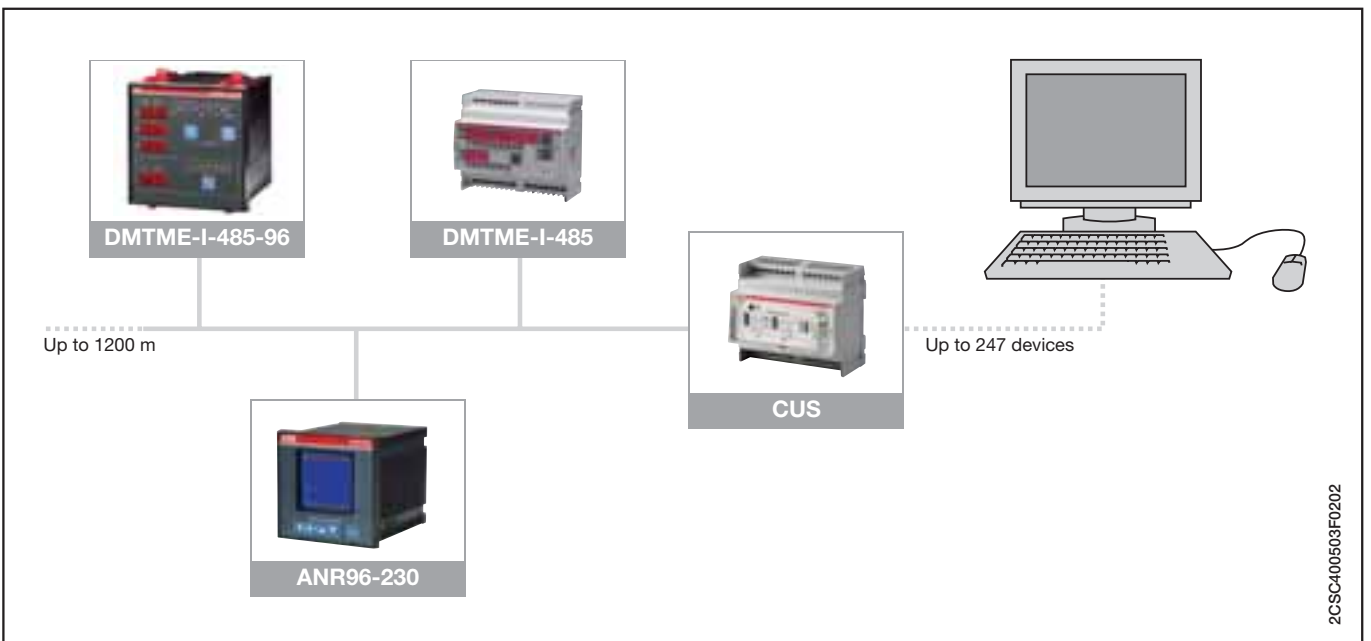 DMTME-I-485-96
DMTME-I-485
Up to 1200 m
CUS
Up to 247 devices
ANR96-230
2CSC400503F0202